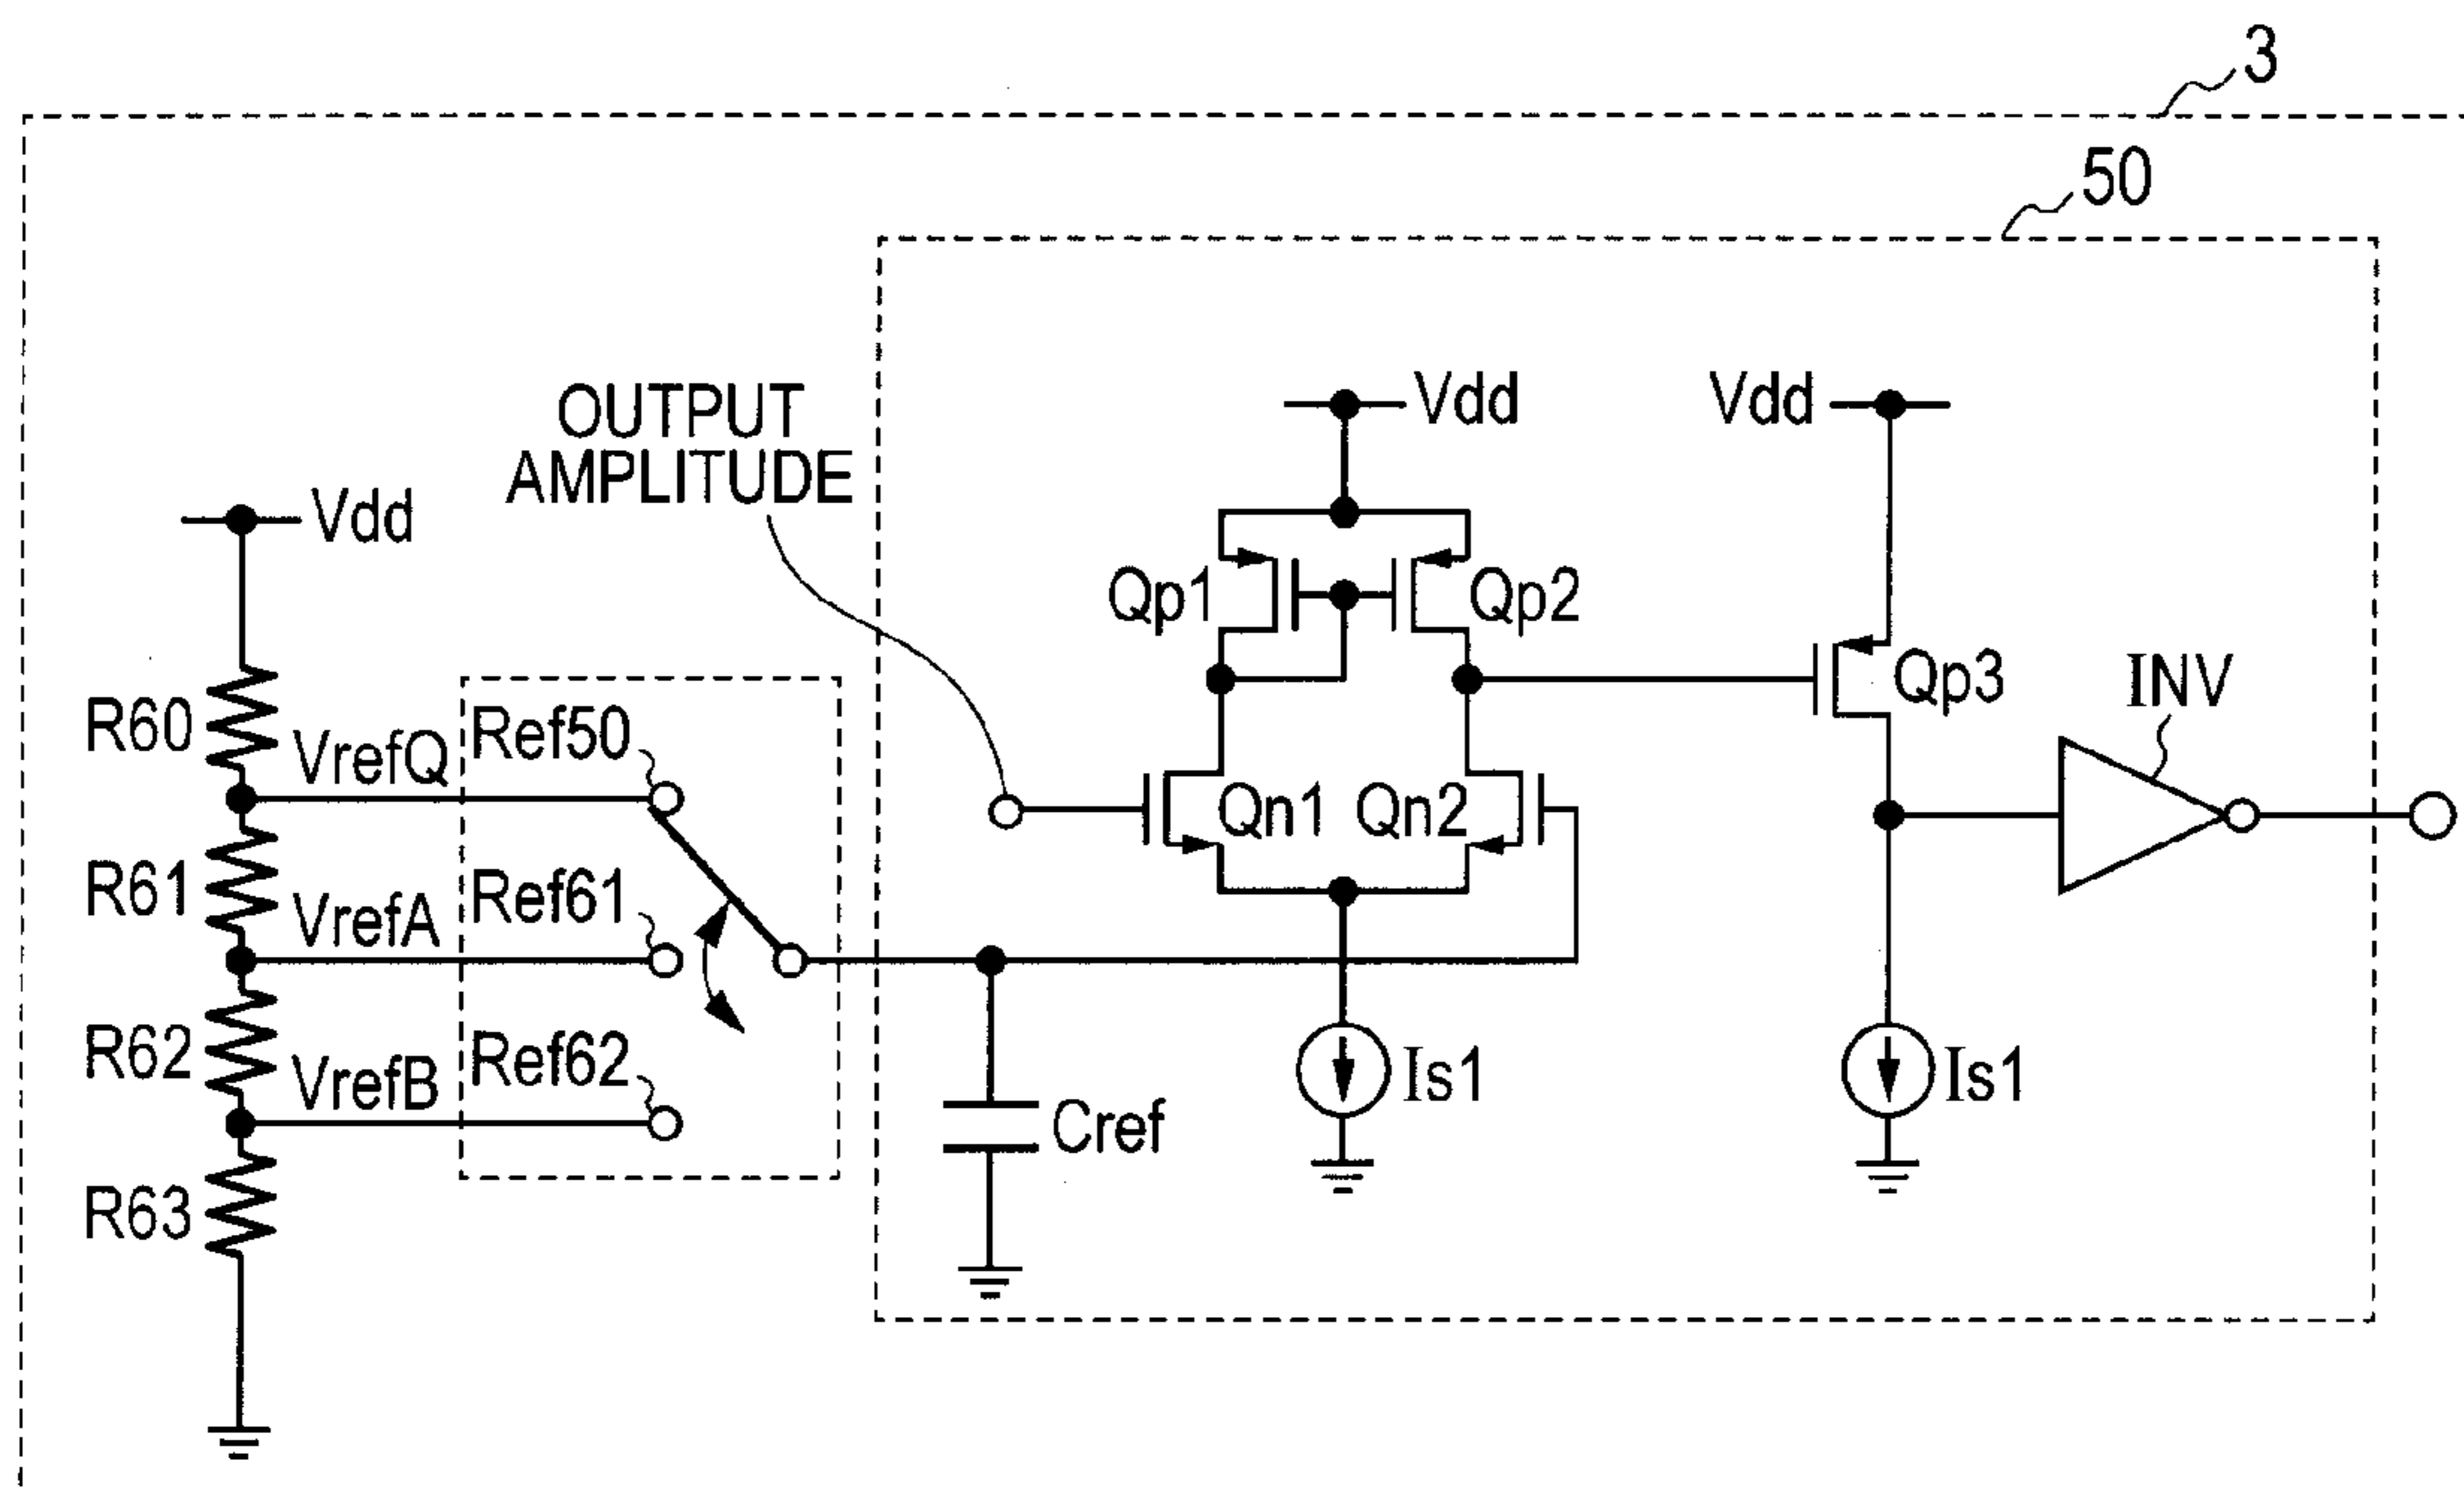 3
50
OUTPUT
AMPLITUDE
Vdd
Vdd
Vdd
Qp1
Qp2
Qp3
INV
R60
VrefQ
Ref50
Qn1
Qn2
R61
VrefA
Ref61
R62
VrefB
Ref62
Cref
Is1
Is1
R63